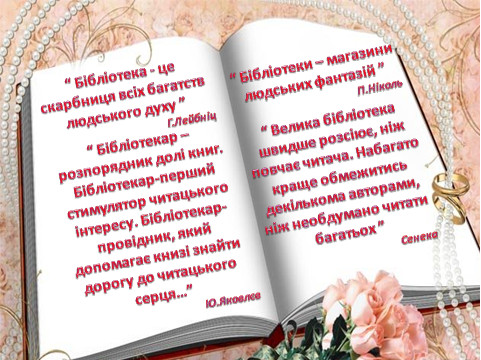 “ Бібліотека - це
скарбниця всіх багатств
людського духу ”
Г.Лейбніц
“ Бібліотекар –
розпорядник долі книг.
Бібліотекар-перший
стимулятор читацького
інтересу. Бібліотекар-
провідник, який
допомагає книзі знайти
дорогу до читацького
серця…”
Ю.Яковлєв
“ Бібліотеки – магазини
людських фантазій ”
П.Ніколь
“ Велика бібліотека
швидше розсіює, ніж
повчає читача. Набагато
краще обмежитись
декількома авторами,
ніж необдумано читати
багатьох”
Сенека